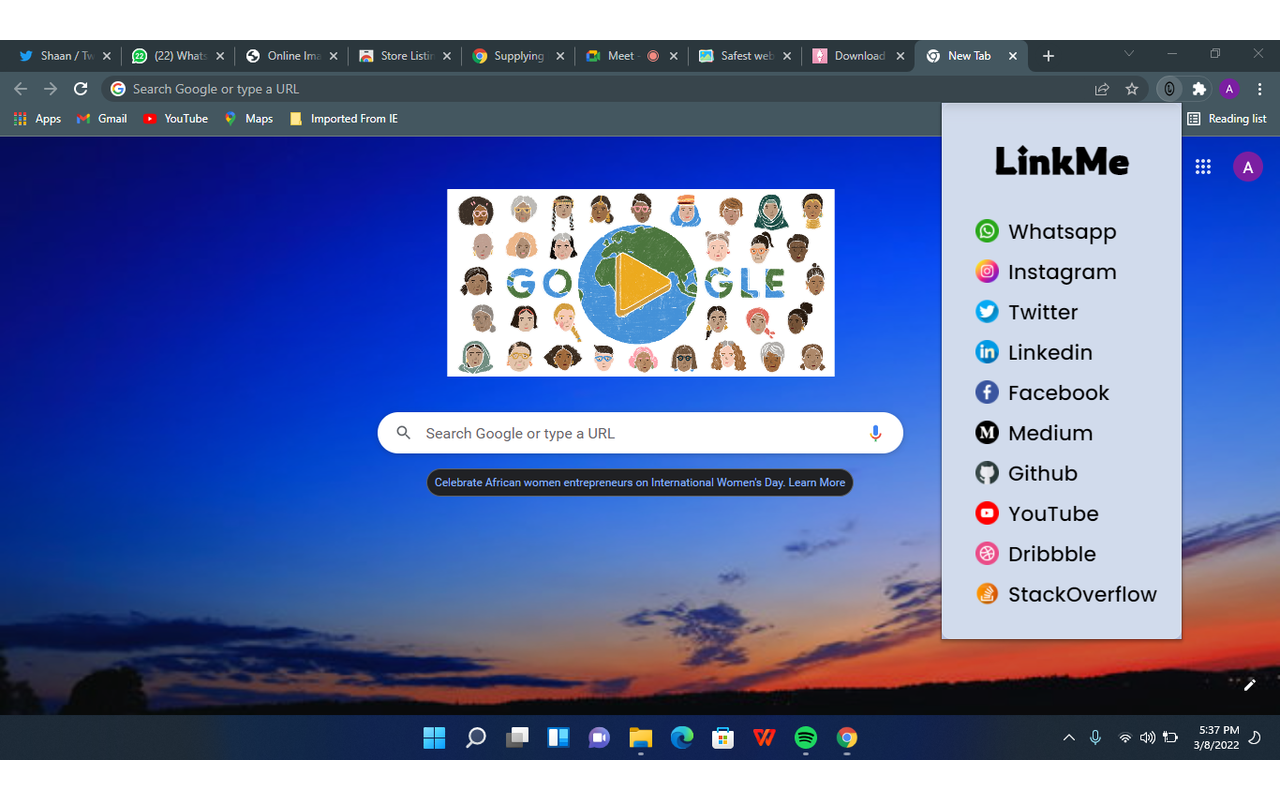 Shaan / Tw
22
(22) Whats
Online Ima
Store Listin
Supplying
Meet -
Safest web
Download
New Tab
Search Google or type a URL
A
Apps
Gmail
YouTube
Maps
Imported From IE
Reading list
LinkMe
A
GO GLE
Whatsapp
Instagram
Twitter
Linkedin
Facebook
Medium
Github
YouTube
Dribbble
StackOverflow
Search Google or type a URL
Celebrate African women entrepreneurs on International Women's Day. Learn More
5:37 PM
3/8/2022